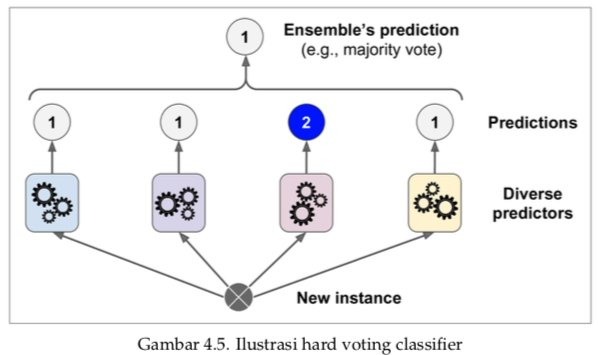 1
Ensemble's prediction
(e.g., majority vote)
1
1
2
1
Predictions
Diverse
predictors
New instance
Gambar 4.5. Ilustrasi hard voting classifier